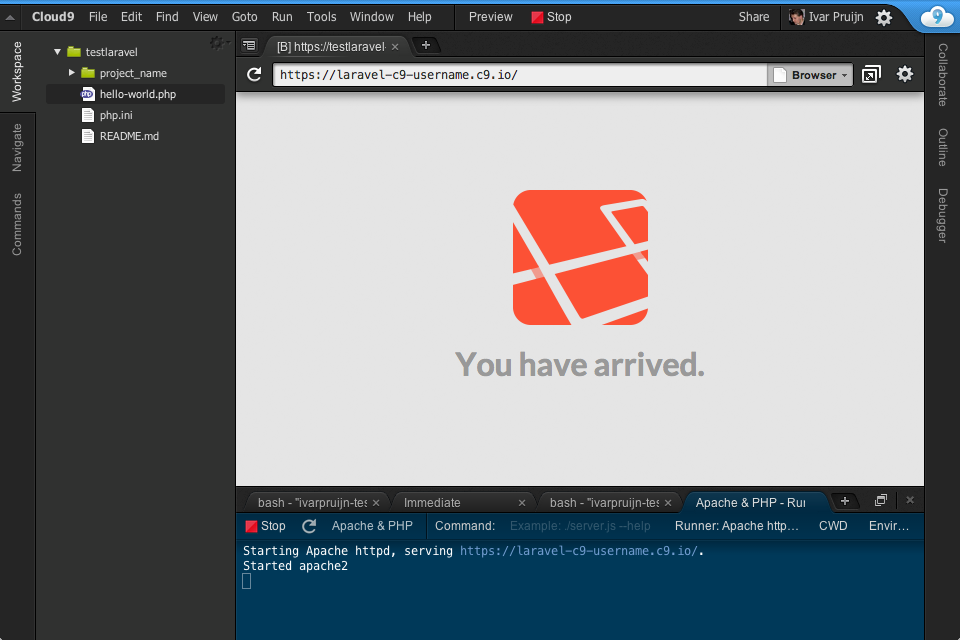 Cloud9 File Edit Find View Goto Run Tools Window Help Preview Stop Share Ivar Pruijn
Workspace
Navigate
Commands
testlaravel
project_name
hello-world.php
php.ini
README.md
[B] https://testlaravel-
https://laravel-c9-username.c9.io/ Browser
You have arrived.
Collaborate
Outline
Debugger
bash - "ivarpruijn-tes Immediate bash - "ivarpruijn-tes Apache & PHP - Run
Stop Apache & PHP Command: Example: ./server.js --help Runner: Apache http... CWD Envir...
Starting Apache httpd, serving https://laravel-c9-username.c9.io/.
Started apache2